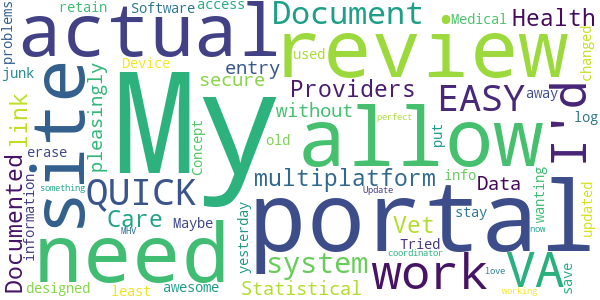 problems
retain
Software
access
Document
Medical
Health
actual
review
junk
Device
entry
used
changed
secure
Providers
away
link
site
pleasingly
My
without
EASY
I'd
log
Concept
old
allow
put
erase
Documented
information
QUICK
multiplatform
info
Data
wanting
updated
something
Care
Maybe
yesterday
portal
perfect
Update
stay
now
need
MHV
system
Vet
Tried
coordinator
work
love
VA
save
designed
least
awesome
Statistical
working